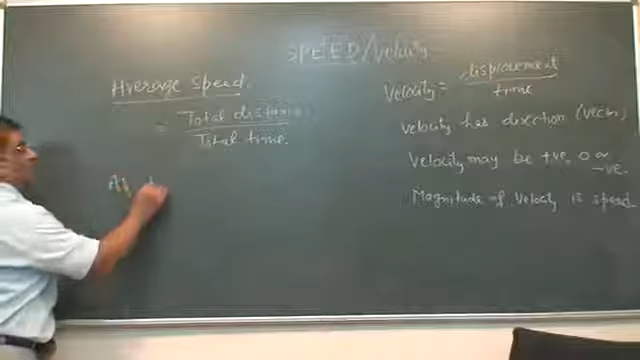 SPEED/Velocity
Average Speed.
= Total distance
Total time.
Velocity = displacement
time
velocity has direction (vector)
Velocity may be +ve, 0 or
-ve.
Magnitude of velocity is speed.